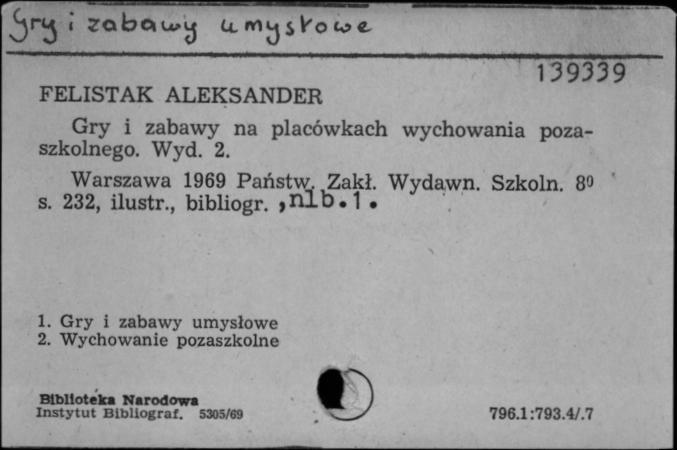 Gry i zabawy umysłowe
139339
FELISTAK ALEKSANDER
Gry i zabawy na placówkach wychowania poza-
szkolnego. Wyd. 2.
Warszawa 1969 Państw. Zakł. Wydawn. Szkoln. 8⁰
s. 232, ilustr., bibliogr. ,nlb.1.
1. Gry i zabawy umysłowe
2. Wychowanie pozaszkolne
Biblioteka Narodowa
Instytut Bibliograf. 5305/69
796.1:793.4/.7